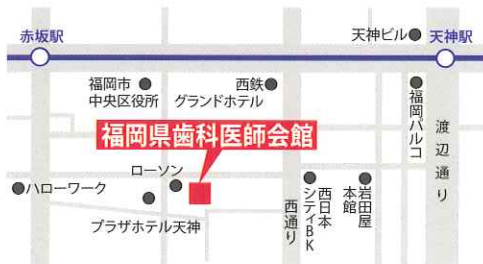 赤坂駅
天神ビル
天神駅
福岡市
中央区役所
西鉄
グランドホテル
福岡パルコ
渡辺通り
福岡県歯科医師会館
ローソン
ハローワーク
プラザホテル天神
西通り
西日本
シティBK
岩田屋
本館